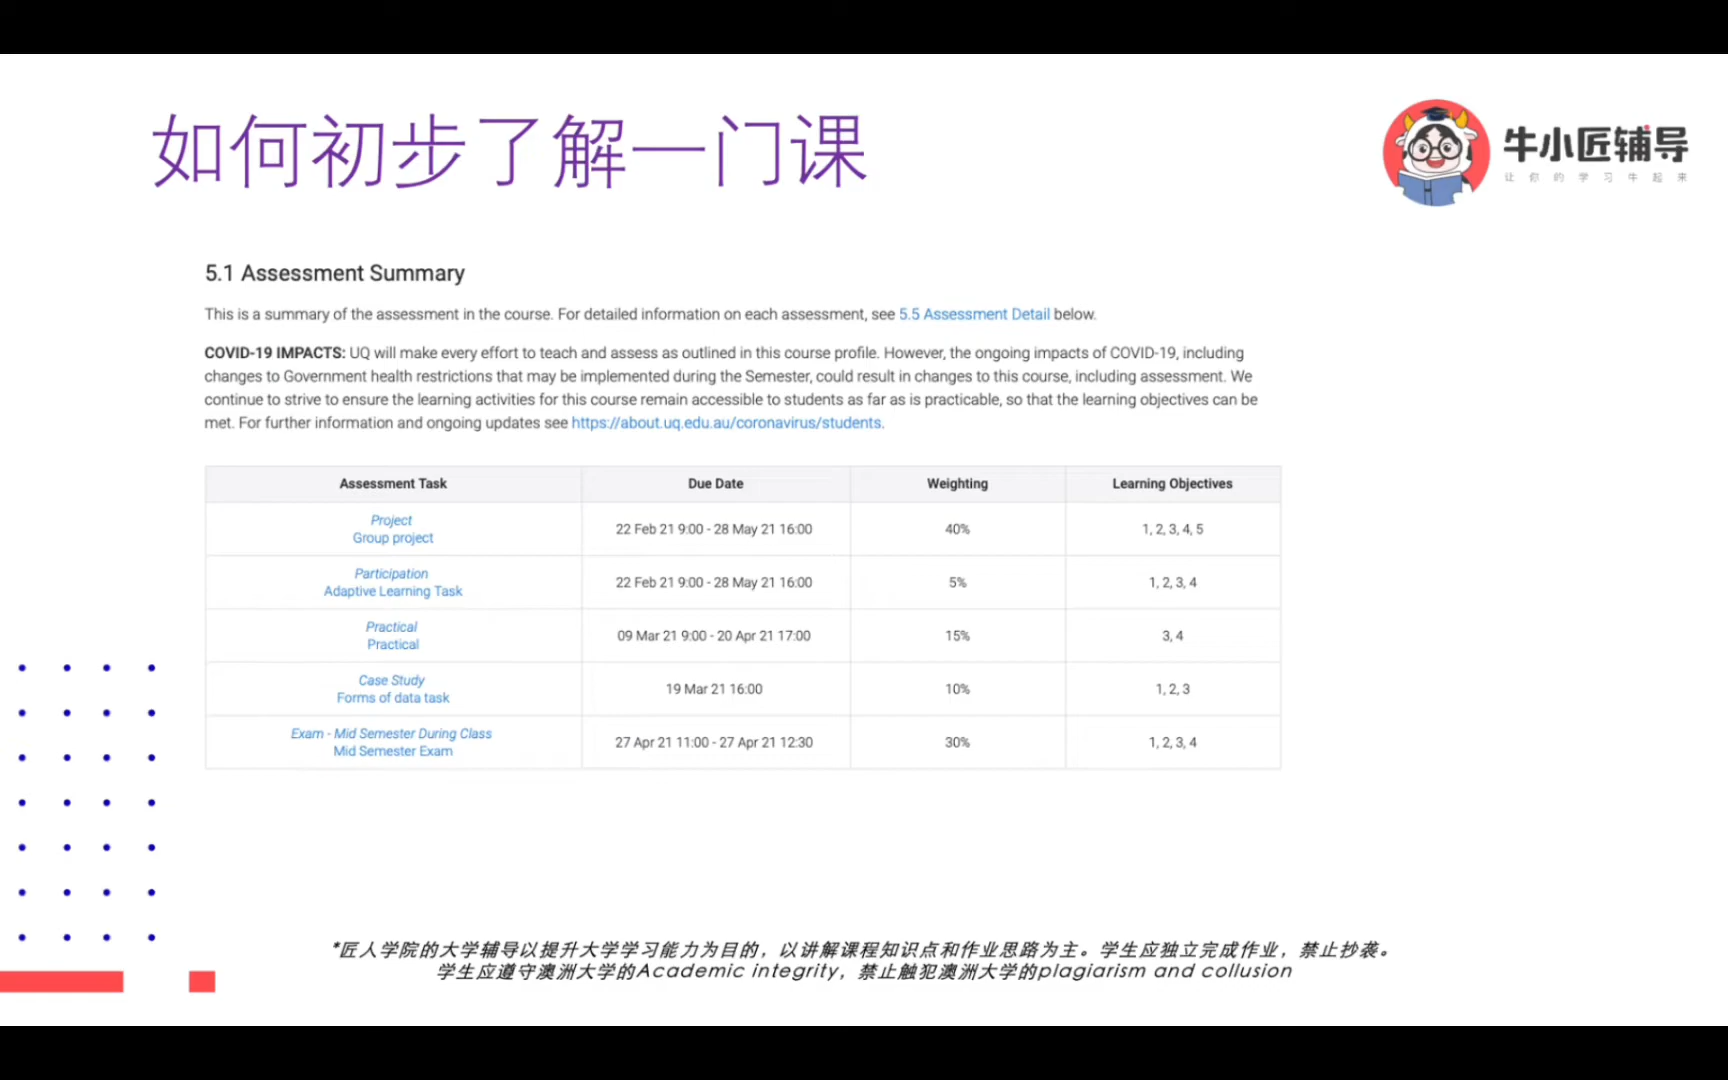 如何初步了解一门课
牛小匠辅导
让你的学习牛起来
5.1 Assessment Summary
This is a summary of the assessment in the course. For detailed information on each assessment, see 5.5 Assessment Detail below.
COVID-19 IMPACTS: UQ will make every effort to teach and assess as outlined in this course profile. However, the ongoing impacts of COVID-19, including
changes to Government health restrictions that may be implemented during the Semester, could result in changes to this course, including assessment. We
continue to strive to ensure the learning activities for this course remain accessible to students as far as is practicable, so that the learning objectives can be
met. For further information and ongoing updates see https://about.uq.edu.au/coronavirus/students.
Assessment Task Due Date Weighting Learning Objectives
Project
Group project
22 Feb 21 9:00 - 28 May 21 16:00 40% 1, 2, 3, 4, 5
Participation
Adaptive Learning Task
22 Feb 21 9:00 - 28 May 21 16:00 5% 1, 2, 3, 4
Practical
Practical
09 Mar 21 9:00 - 20 Apr 21 17:00 15% 3, 4
Case Study
Forms of data task
19 Mar 21 16:00 10% 1, 2, 3
Exam - Mid Semester During Class
Mid Semester Exam
27 Apr 21 11:00 - 27 Apr 21 12:30 30% 1, 2, 3, 4
*匠人学院的大学辅导以提升大学学习能力为目的，以讲解课程知识点和作业思路为主。学生应独立完成作业，禁止抄袭。
学生应遵守澳洲大学的Academic integrity，禁止触犯澳洲大学的plagiarism and collusion